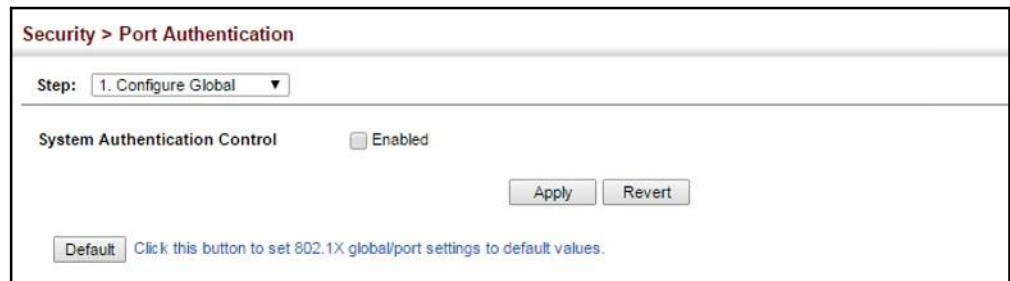 Security > Port Authentication
Step: 1. Configure Global
System Authentication Control Enabled
Apply Revert
Default Click this button to set 802.1X global/port settings to default values.